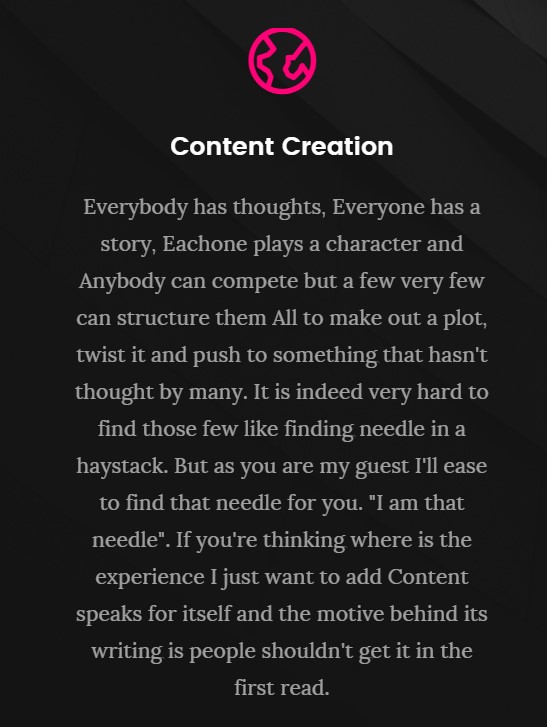 Content Creation
Everybody has thoughts, Everyone has a
story, Eachone plays a character and
Anybody can compete but a few very few
can structure them All to make out a plot,
twist it and push to something that hasn't
thought by many. It is indeed very hard to
find those few like finding needle in a
haystack. But as you are my guest I'll ease
to find that needle for you. "I am that
needle". If you're thinking where is the
experience I just want to add Content
speaks for itself and the motive behind its
writing is people shouldn't get it in the
first read.